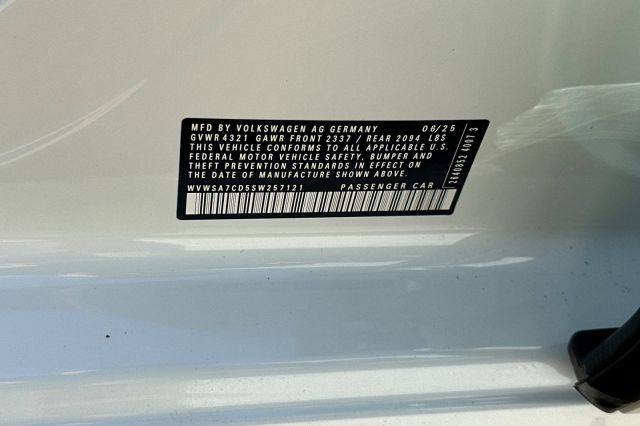 MFD BY VOLKSWAGEN AG GERMANY 06/25
GVWR 4321 GAWR FRONT 2337 / REAR 2094 LBS
THIS VEHICLE CONFORMS TO ALL APPLICABLE U.S.
FEDERAL MOTOR VEHICLE SAFETY, BUMPER AND
THEFT PREVENTION STANDARDS IN EFFECT ON
THE DATE OF MANUFACTURE SHOWN ABOVE.
WVWSA7CD5SW257121 PASSENGER CAR
2640852 4007 3